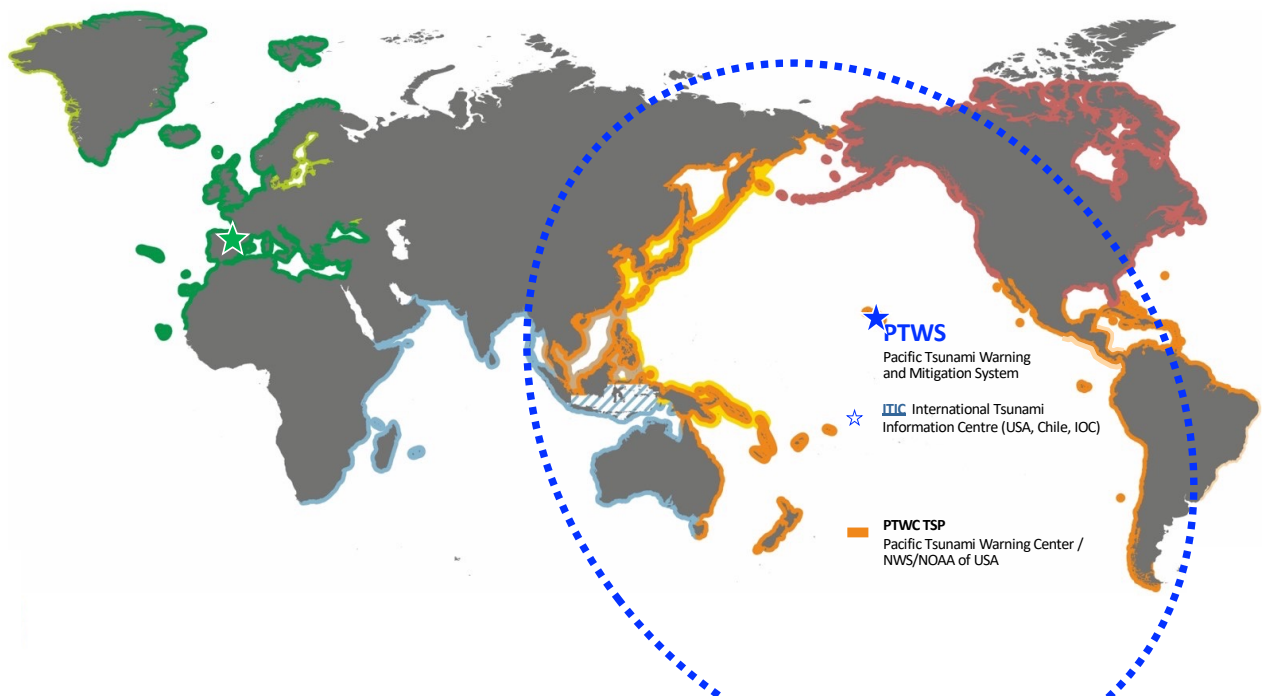 PTWS
Pacific Tsunami Warning
and Mitigation System
ITIC International Tsunami
Information Centre (USA, Chile, IOC)
PTWC TSP
Pacific Tsunami Warning Center /
NWS/NOAA of USA